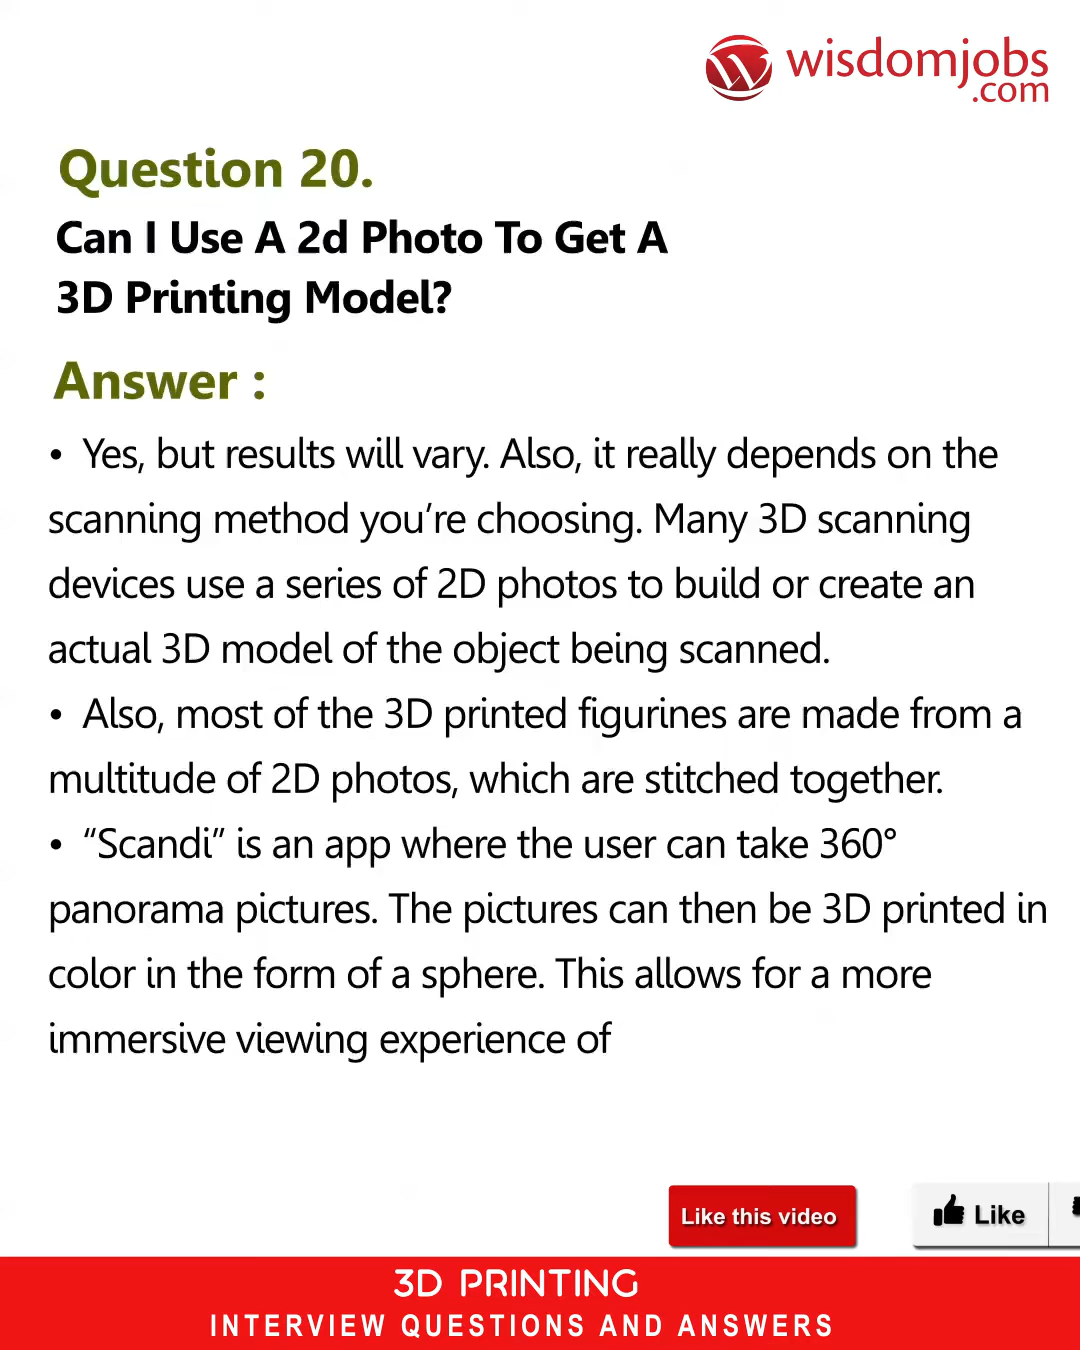 wisdomjobs
.com
Question 20.
Can I Use A 2d Photo To Get A
3D Printing Model?
Answer :
• Yes, but results will vary. Also, it really depends on the
scanning method you’re choosing. Many 3D scanning
devices use a series of 2D photos to build or create an
actual 3D model of the object being scanned.
• Also, most of the 3D printed figurines are made from a
multitude of 2D photos, which are stitched together.
• “Scandi” is an app where the user can take 360°
panorama pictures. The pictures can then be 3D printed in
color in the form of a sphere. This allows for a more
immersive viewing experience of
Like this video
Like
3D PRINTING
INTERVIEW QUESTIONS AND ANSWERS